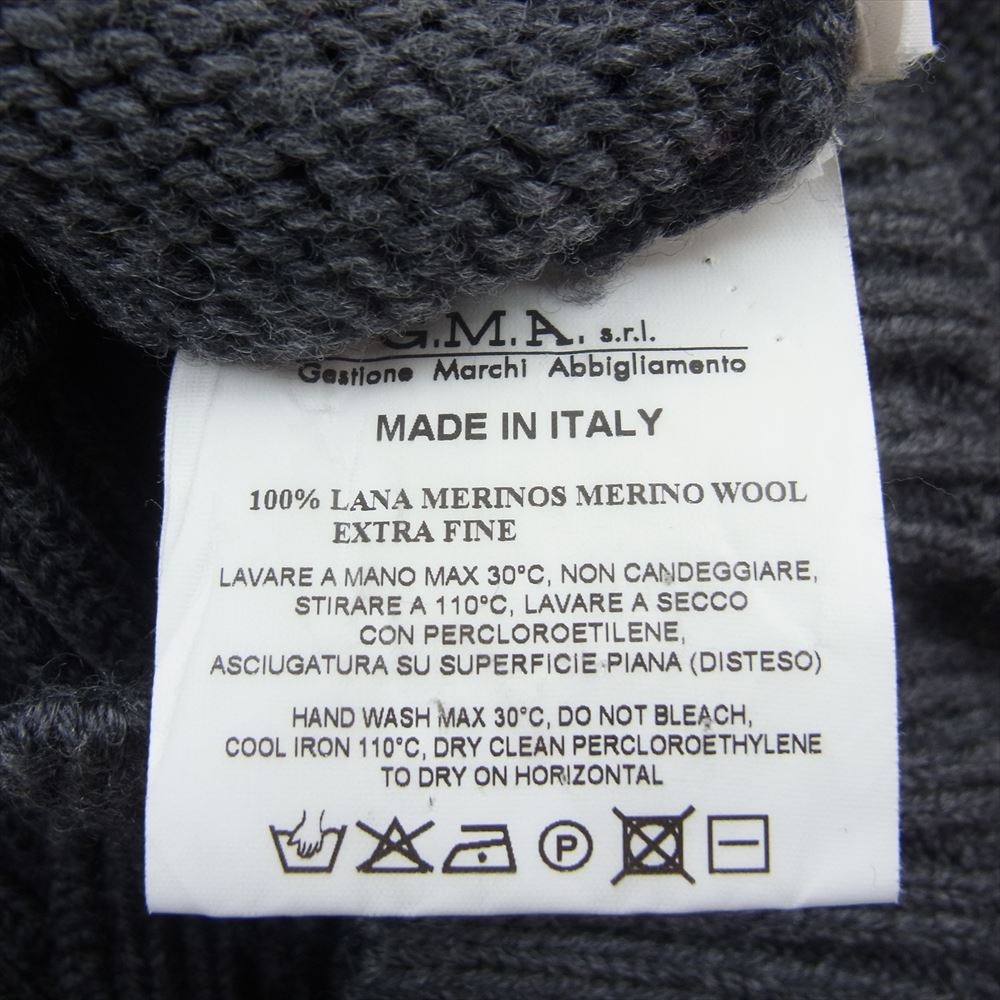 G.M.A. s.r.l.
Gestione Marchi Abbigliamento
MADE IN ITALY
100% LANA MERINOS MERINO WOOL
EXTRA FINE
LAVARE A MANO MAX 30°C, NON CANDEGGIARE,
STIRARE A 110°C, LAVARE A SECCO
CON PERCLOROETILENE,
ASCIUGATURA SU SUPERFICIE PIANA (DISTESO)
HAND WASH MAX 30°C, DO NOT BLEACH,
COOL IRON 110°C, DRY CLEAN PERCLOROETHYLENE
TO DRY ON HORIZONTAL
P